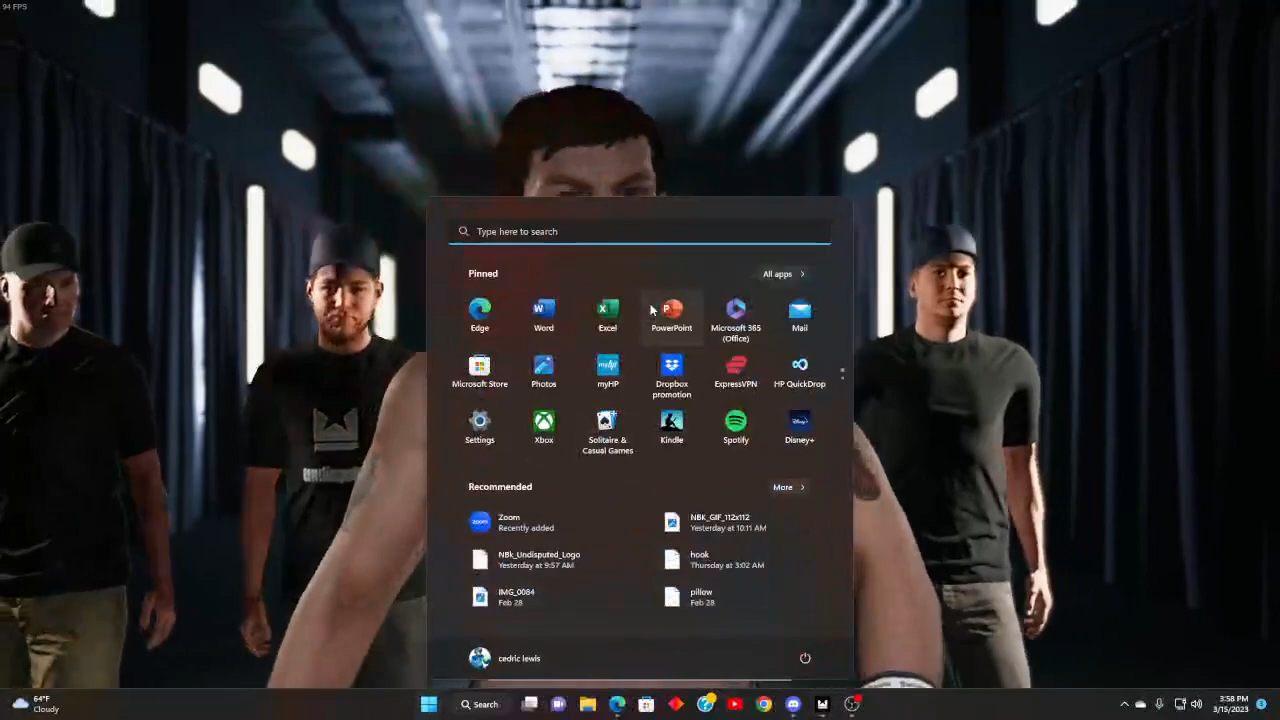 94 FPS
Type here to search
Pinned
All apps
Edge
Word
Excel
PowerPoint
Microsoft 365
(Office)
Mail
Microsoft Store
Photos
myHP
Dropbox
promotion
ExpressVPN
HP QuickDrop
Settings
Xbox
Solitaire &
Casual Games
Kindle
Spotify
Disney+
Recommended
More
Zoom
Recently added
NBK_GIF_112x112
Yesterday at 10:11 AM
NBk_Undisputed_Logo
Yesterday at 9:57 AM
hook
Thursday at 3:02 AM
IMG_0084
Feb 28
pillow
Feb 28
cedric lewis
64°F
Cloudy
Search
3:58 PM
3/15/2023